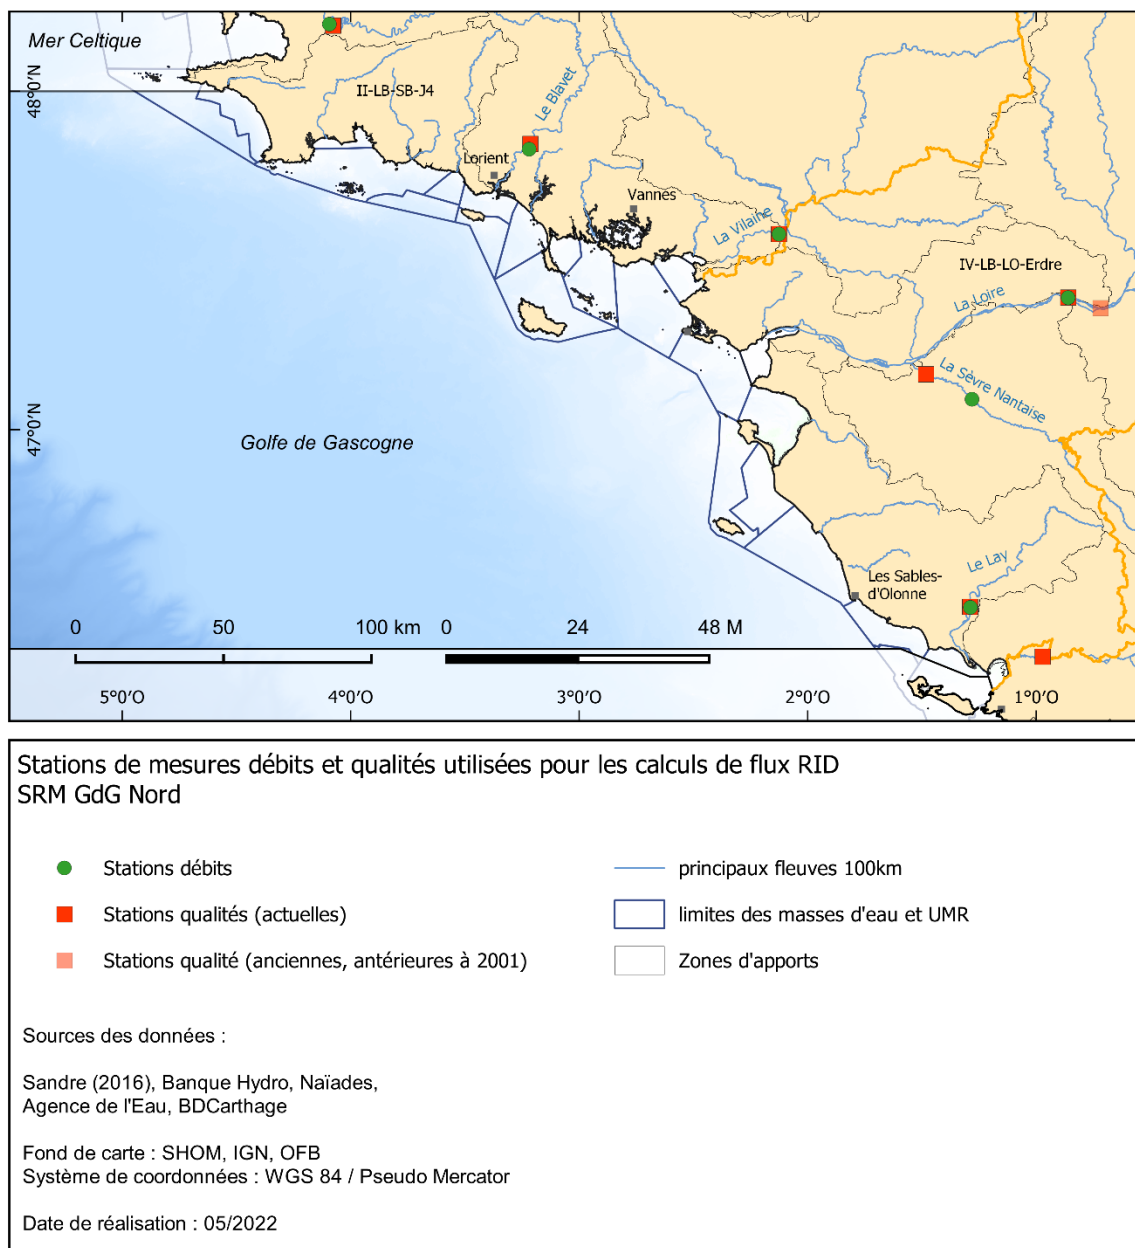 Mer Celtique
48°0'N
II-LB-SB-J4
Le Blavet
Lorient
Vannes
La Vilaine
IV-LB-LO-Erdre
La Loire
La Sèvre Nantaise
47°0'N
Golfe de Gascogne
Le Lay
Les Sables-
d'Olonne
0 50 100 km 0 24 48 M
5°0'O 4°0'O 3°0'O 2°0'O 1°0'O
Stations de mesures débits et qualités utilisées pour les calculs de flux RID
SRM GdG Nord
Stations débits
Stations qualités (actuelles)
Stations qualité (anciennes, antérieures à 2001)
principaux fleuves 100km
limites des masses d'eau et UMR
Zones d'apports
Sources des données :
Sandre (2016), Banque Hydro, Naïades,
Agence de l'Eau, BDCarthage
Fond de carte : SHOM, IGN, OFB
Système de coordonnées : WGS 84 / Pseudo Mercator
Date de réalisation : 05/2022